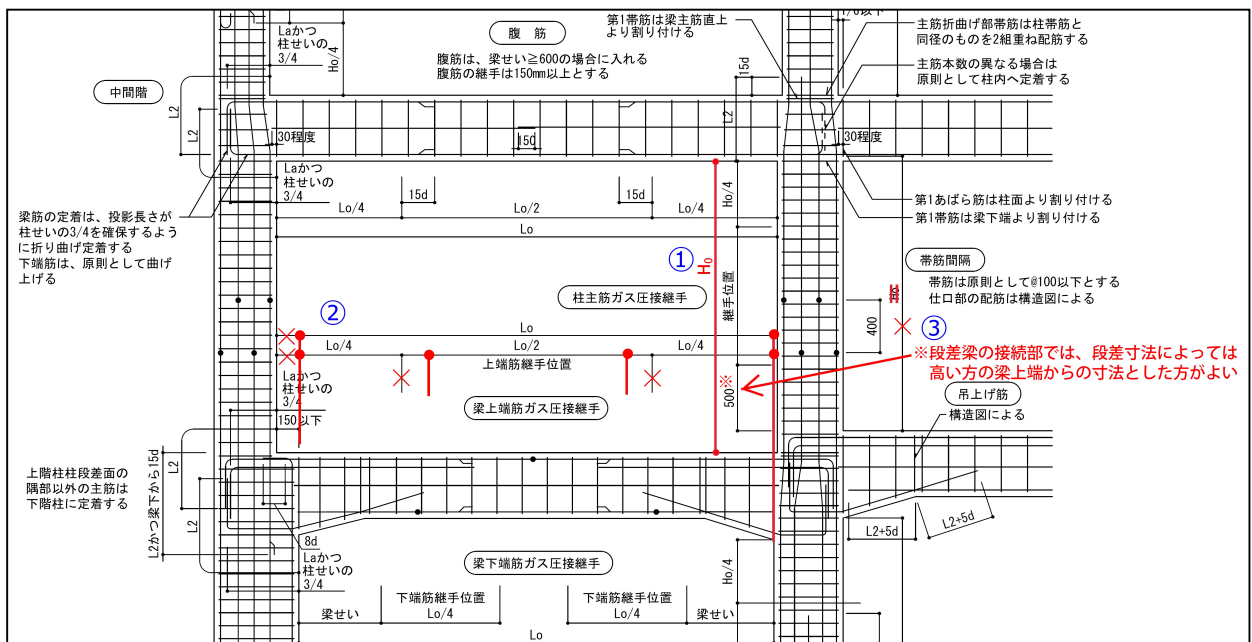 Laかつ
柱せいの
3/4
Ho/4
腹 筋
腹筋は、梁せい≧600の場合に入れる
腹筋の継手は150mm以上とする
第1帯筋は梁主筋直上
より割り付ける
15d
L2
主筋折曲げ部帯筋は柱帯筋と
同径のものを2組重ね配筋する
主筋本数の異なる場合は
原則として柱内へ定着する
中間階
L2
L2
30程度
150
30程度
Laかつ
柱せいの
3/4
15d
15d
Lo/4
Lo/2
Lo/4
Lo
Ho/4
梁筋の定着は、投影長さが
柱せいの3/4を確保するよう
に折り曲げ定着する
下端筋は、原則として曲げ
上げる
第1あばら筋は柱面より割り付ける
第1帯筋は梁下端より割り付ける
①
H₀
継手位置
柱主筋ガス圧接継手
帯筋間隔
帯筋は原則として@100以下とする
仕口部の配筋は構造図による
Ho
400
②
③
Lo
Lo/4
Lo/2
Lo/4
上端筋継手位置
※段差梁の接続部では、段差寸法によっては
高い方の梁上端からの寸法とした方がよい
Laかつ
柱せいの
3/4
150以下
梁上端筋ガス圧接継手
500※
吊上げ筋
構造図による
上階柱柱段差面の
隅部以外の主筋は
下階柱に定着する
L2かつ梁下から15d
L2
L2
8d
Laかつ
柱せいの
3/4
L2+5d
L2+5d
梁下端筋ガス圧接継手
Ho/4
下端筋継手位置
下端筋継手位置
梁せい
Lo/4
Lo/4
梁せい
Lo